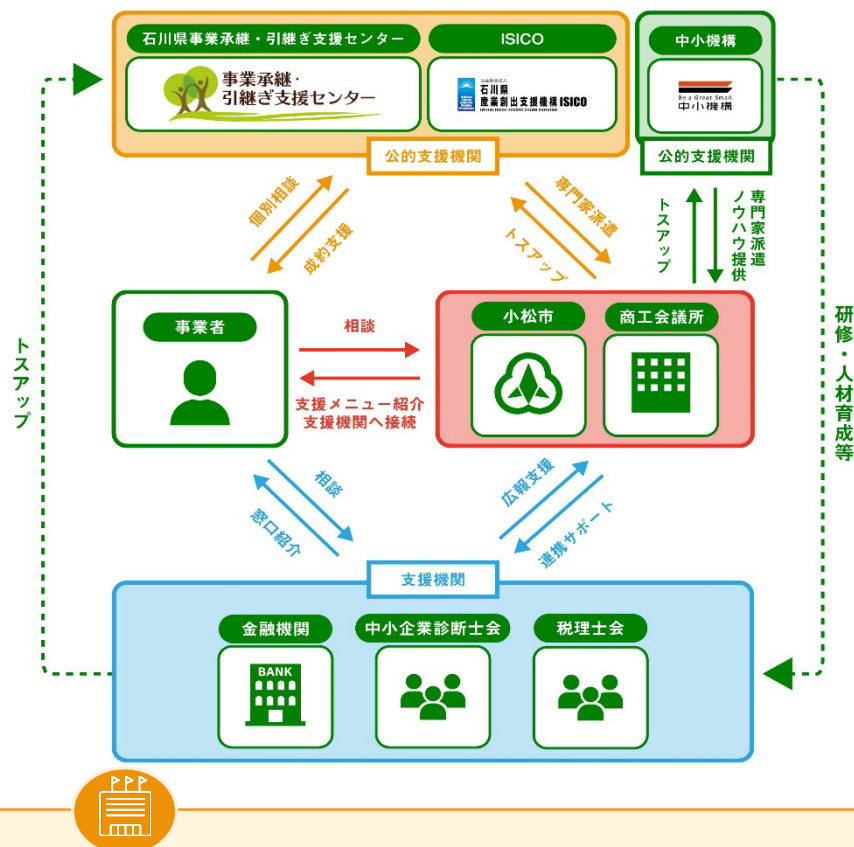 石川県事業承継・引継ぎ支援センター
ISICO
中小機構
事業承継・
引継ぎ支援センター
石川県
産業創出支援機構 ISICO
Be a Great Small.
中小機構
公的支援機関
公的支援機関
個別相談
成約支援
専門家派遣
トスアップ
トスアップ
専門家派遣
ノウハウ提供
事業者
相談
支援メニュー紹介
支援機関へ接続
小松市
商工会議所
トスアップ
研修・人材育成等
相談
窓口紹介
広報支援
連携サポート
支援機関
金融機関
中小企業診断士会
税理士会
BANK